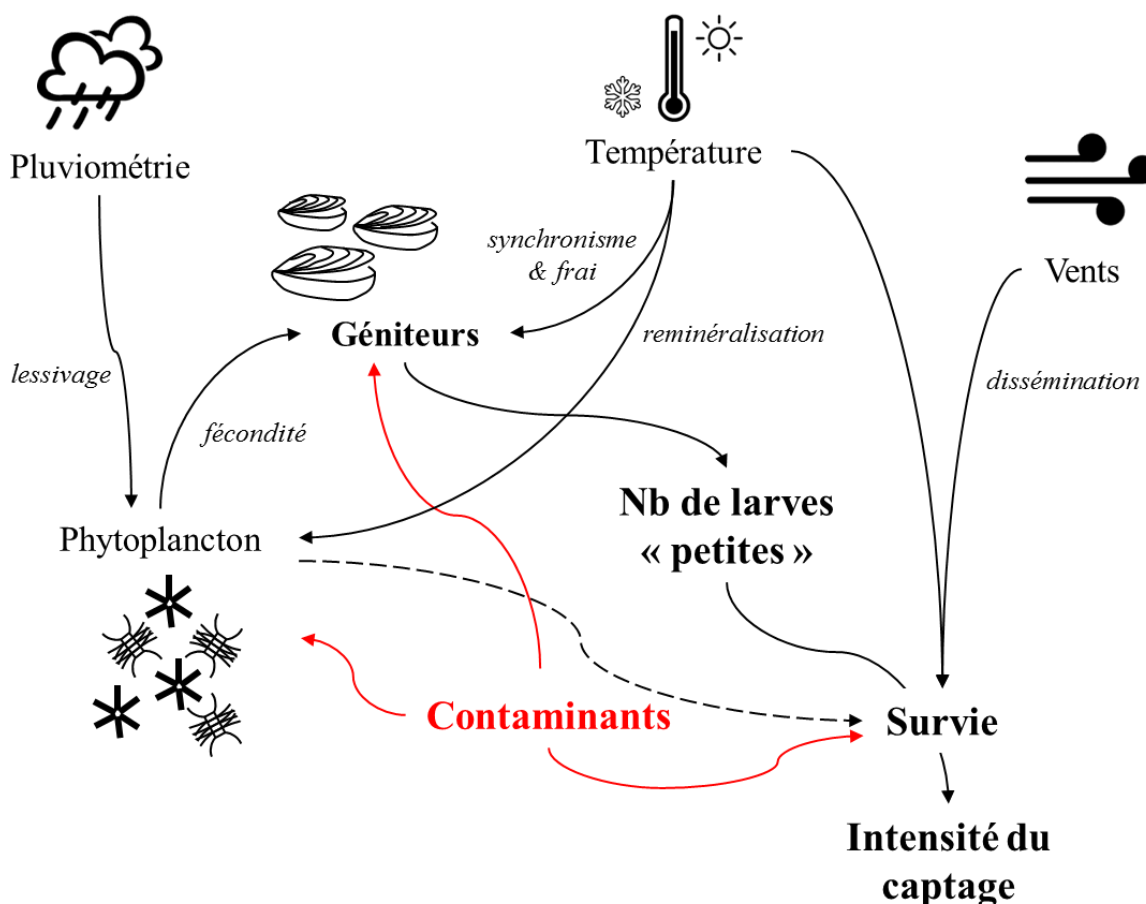 Pluviométrie
Température
Vents
synchronisme
& frai
Géniteurs
reminéralisation
lessivage
dissémination
fécondité
Nb de larves
« petites »
Phytoplancton
Contaminants
Survie
Intensité du
captage